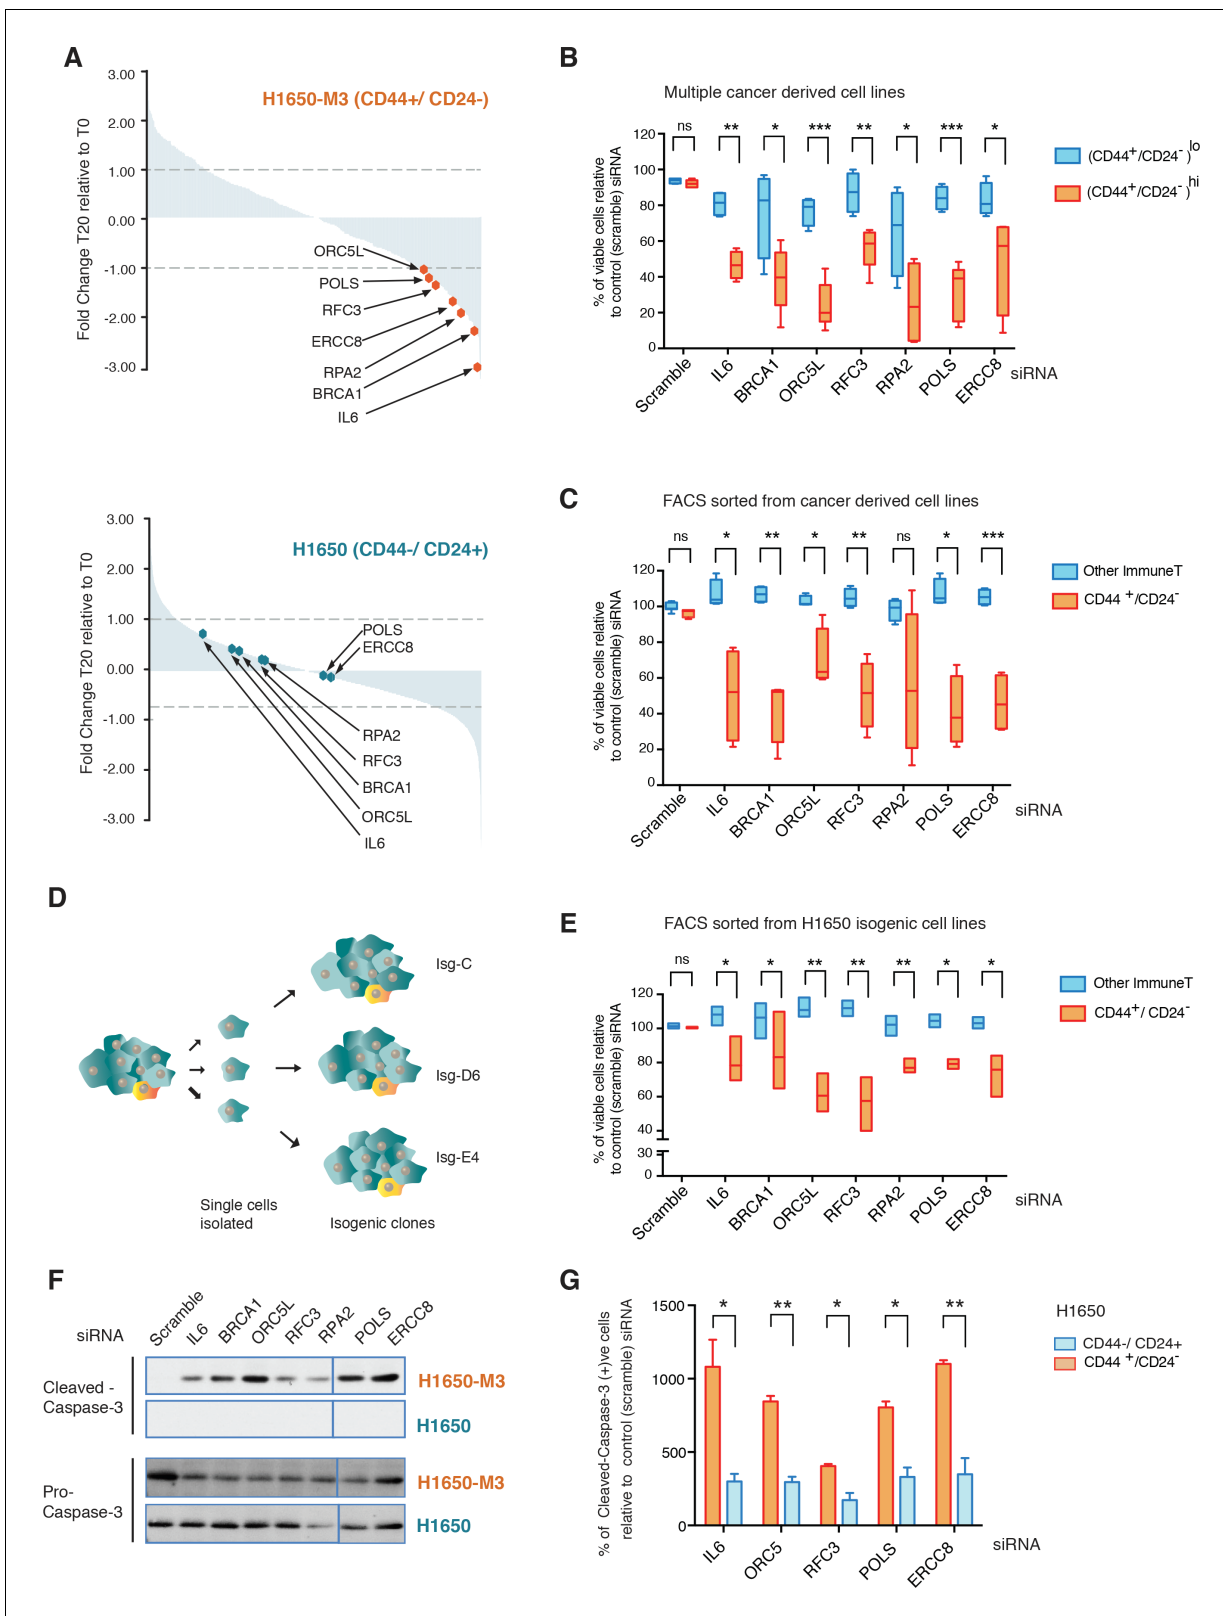 A
H1650-M3 (CD44+/ CD24-)
Fold Change T20 relative to T0
3.00
2.00
1.00
0.00
-1.00
-2.00
-3.00
ORC5L
POLS
RFC3
ERCC8
RPA2
BRCA1
IL6
H1650 (CD44-/ CD24+)
Fold Change T20 relative to T0
3.00
2.00
1.00
0.00
-1.00
-2.00
-3.00
POLS
ERCC8
RPA2
RFC3
BRCA1
ORC5L
IL6
B
Multiple cancer derived cell lines
% of viable cells relative
to control (scramble) siRNA
120
100
80
60
40
20
0
ns ** * *** ** * *** *
(CD44+/CD24- )lo
(CD44+/CD24- )hi
Scramble IL6 BRCA1 ORC5L RFC3 RPA2 POLS ERCC8 siRNA
C
FACS sorted from cancer derived cell lines
% of viable cells relative
to control (scramble) siRNA
120
100
80
60
40
20
0
ns * ** * ** ns * ***
Other ImmuneT
CD44 +/CD24-
Scramble IL6 BRCA1 ORC5L RFC3 RPA2 POLS ERCC8 siRNA
D
Isg-C
Isg-D6
Isg-E4
Single cells
isolated
Isogenic clones
E
FACS sorted from H1650 isogenic cell lines
% of viable cells relative
to control (scramble) siRNA
120
100
80
60
40
30
0
ns * * ** ** ** * *
Other ImmuneT
CD44+/ CD24-
Scramble IL6 BRCA1 ORC5L RFC3 RPA2 POLS ERCC8 siRNA
F
siRNA Scramble IL6 BRCA1 ORC5L RFC3 RPA2 POLS ERCC8
Cleaved -
Caspase-3
H1650-M3
H1650
Pro-
Caspase-3
H1650-M3
H1650
G
% of Cleaved-Caspase-3 (+)ve cells
relative to control (scramble) siRNA
1500
1000
500
0
* ** * * **
H1650
CD44-/ CD24+
CD44 +/CD24-
IL6 ORC5 RFC3 POLS ERCC8 siRNA